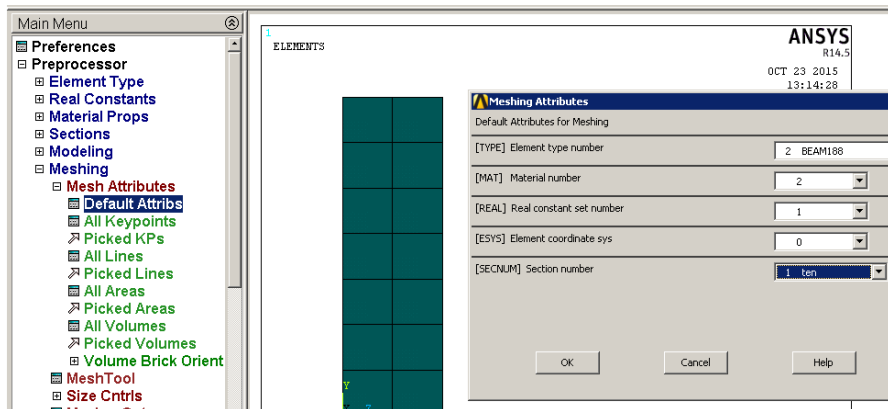 Main Menu
Preferences
Preprocessor
Element Type
Real Constants
Material Props
Sections
Modeling
Meshing
Mesh Attributes
Default Attribs
All Keypoints
Picked KPs
All Lines
Picked Lines
All Areas
Picked Areas
All Volumes
Picked Volumes
Volume Brick Orient
MeshTool
Size Cntrls
1
ELEMENTS
ANSYS
R14.5
OCT 23 2015
13:14:28
Y
Z
Meshing Attributes
Default Attributes for Meshing
[TYPE] Element type number 2 BEAM188
[MAT] Material number 2
[REAL] Real constant set number 1
[ESYS] Element coordinate sys 0
[SECNUM] Section number 1 ten
OK Cancel Help